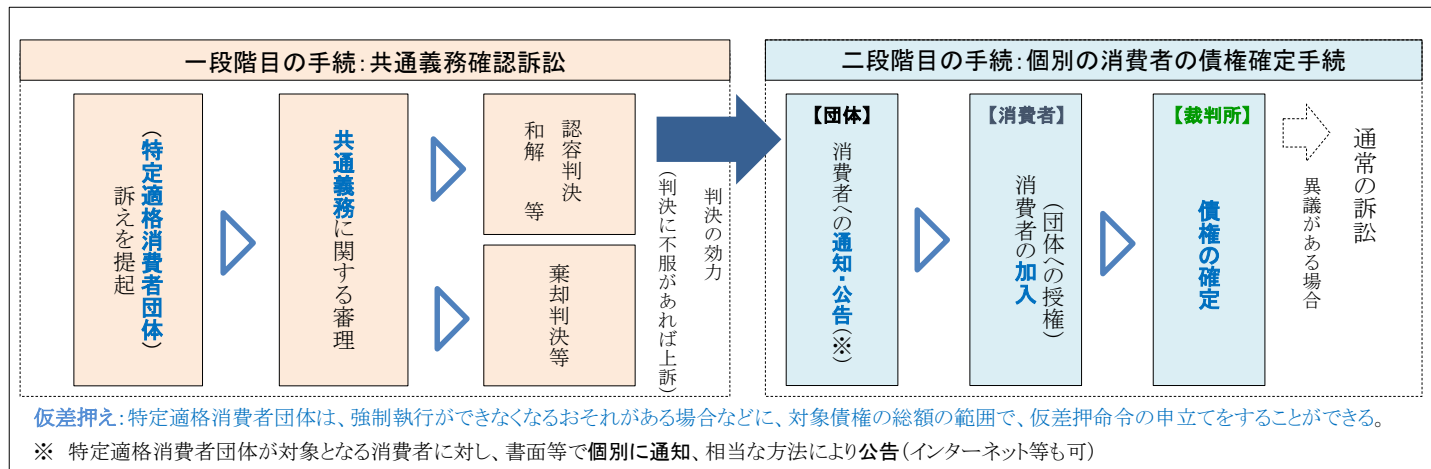 一段階目の手続：共通義務確認訴訟
訴えを提起
（特定適格消費者団体）
共通義務に関する審理
認容判決
和解　等
棄却判決等
（判決に不服があれば上訴）
判決の効力
二段階目の手続：個別の消費者の債権確定手続
【団体】
消費者への通知・公告（※）
【消費者】
消費者の加入
（団体への授権）
【裁判所】
債権の確定
異議がある場合
通常の訴訟
仮差押え：特定適格消費者団体は、強制執行ができなくなるおそれがある場合などに、対象債権の総額の範囲で、仮差押命令の申立てをすることができる。
※　特定適格消費者団体が対象となる消費者に対し、書面等で個別に通知、相当な方法により公告（インターネット等も可）